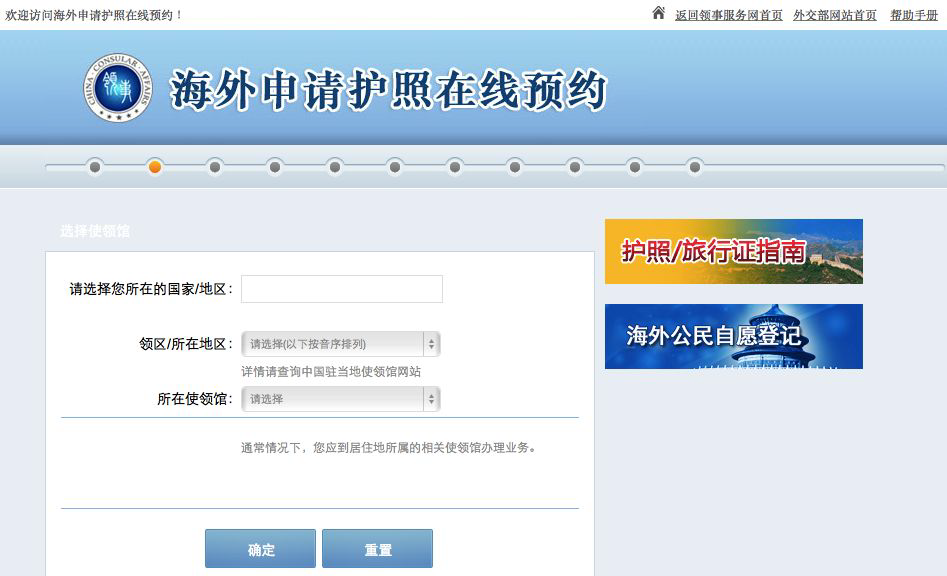 欢迎访问海外申请护照在线预约！
返回领事服务网首页 外交部网站首页 帮助手册
CHINA · CONSULAR · AFFAIRS
领事
海外申请护照在线预约
选择使领馆
请选择您所在的国家/地区：
领区/所在地区：
请选择(以下按音序排列)
详情请查询中国驻当地使领馆网站
所在使领馆：
请选择
通常情况下，您应到居住地所属的相关使领馆办理业务。
确定
重置
护照/旅行证指南
海外公民自愿登记